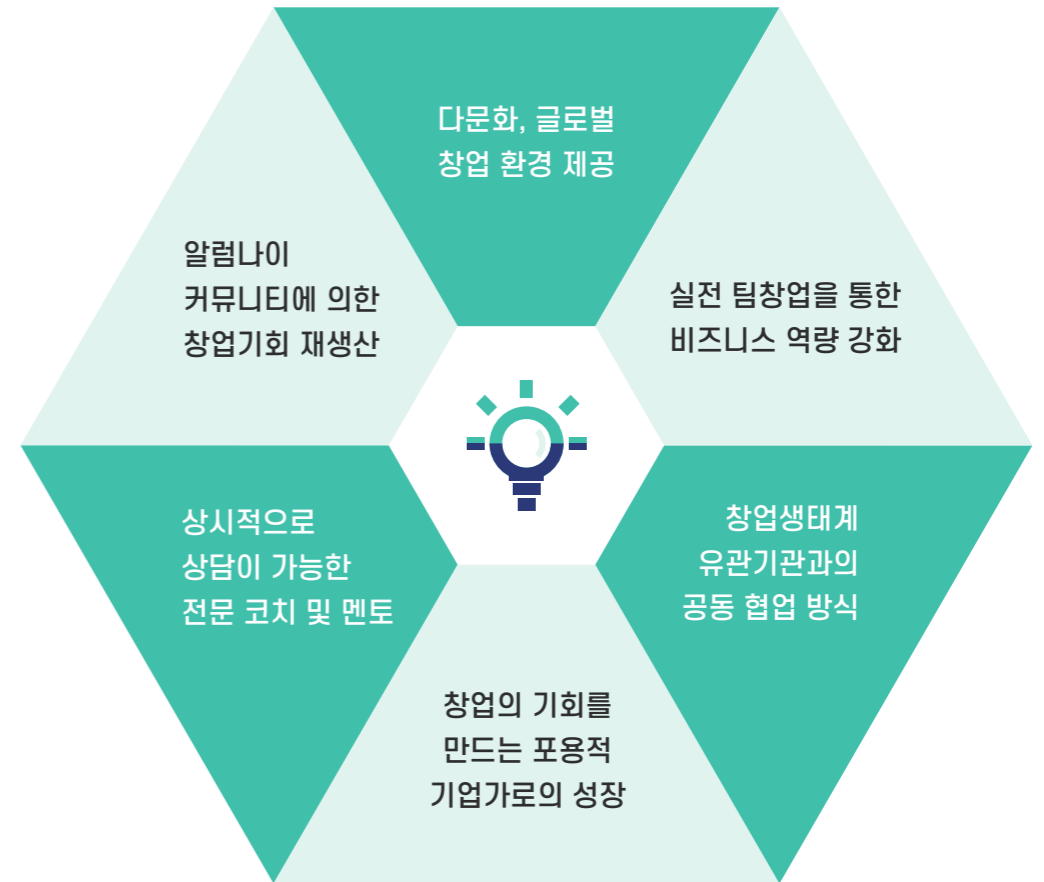 다문화, 글로벌
창업 환경 제공
실전 팀창업을 통한
비즈니스 역량 강화
창업생태계
유관기관과의
공동 협업 방식
창업의 기회를
만드는 포용적
기업가로의 성장
상시적으로
상담이 가능한
전문 코치 및 멘토
알럼나이
커뮤니티에 의한
창업기회 재생산